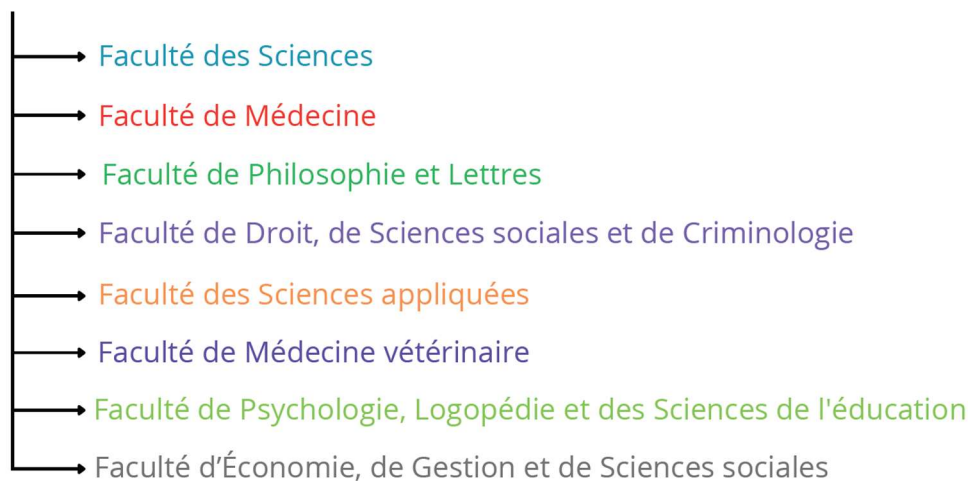 Faculté des Sciences
Faculté de Médecine
Faculté de Philosophie et Lettres
Faculté de Droit, de Sciences sociales et de Criminologie
Faculté des Sciences appliquées
Faculté de Médecine vétérinaire
Faculté de Psychologie, Logopédie et des Sciences de l'éducation
Faculté d’Économie, de Gestion et de Sciences sociales